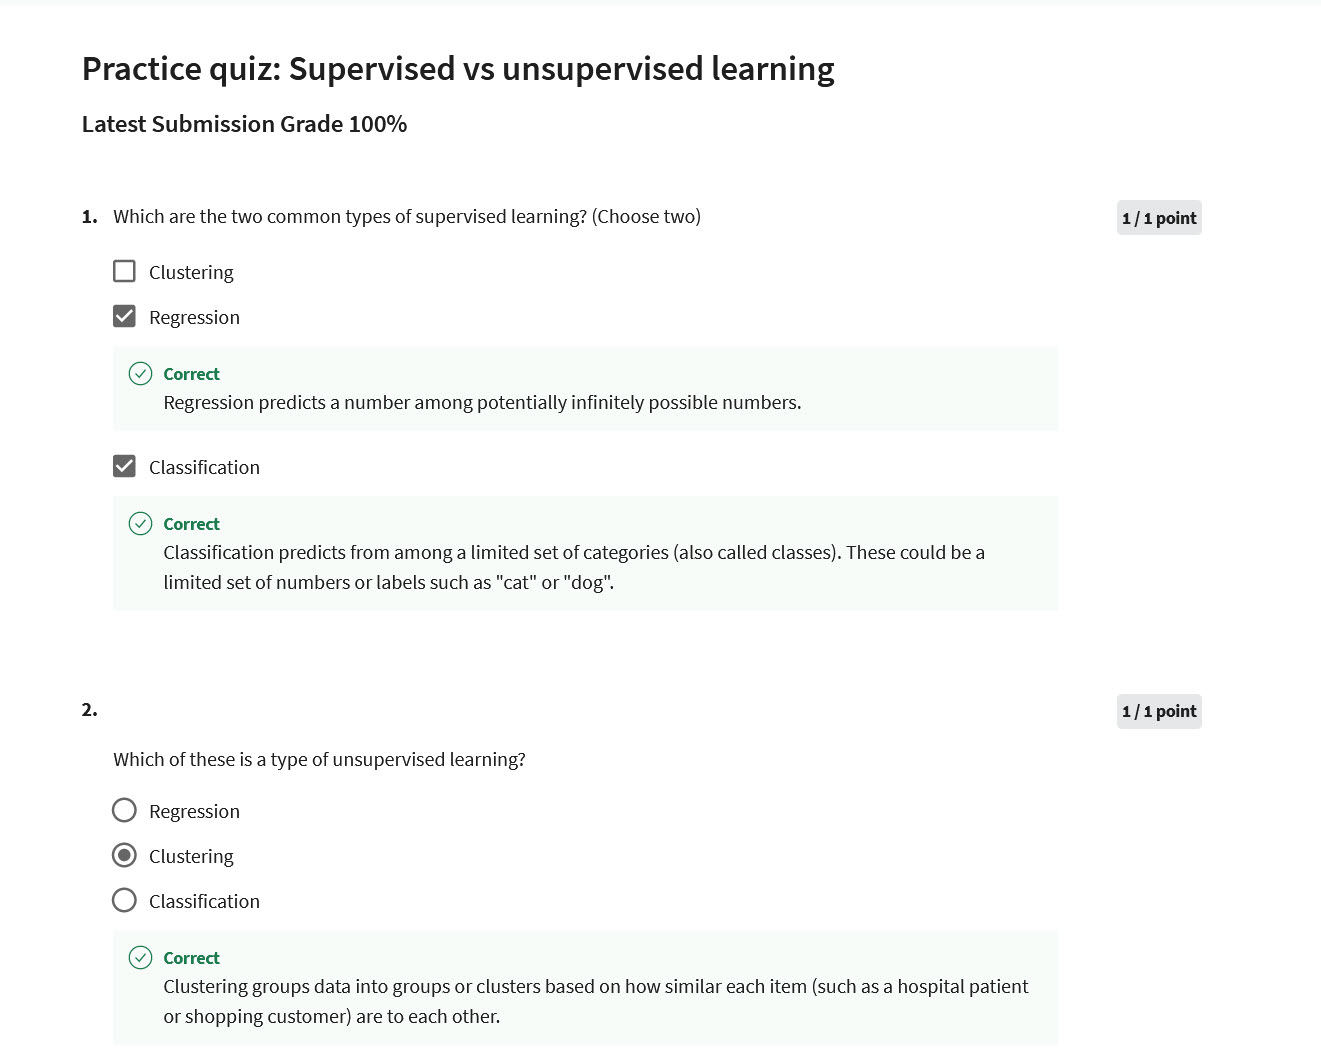 Practice quiz: Supervised vs unsupervised learning
Latest Submission Grade 100%
1. Which are the two common types of supervised learning? (Choose two)
1 / 1 point
Clustering
Regression
Correct
Regression predicts a number among potentially infinitely possible numbers.
Classification
Correct
Classification predicts from among a limited set of categories (also called classes). These could be a
limited set of numbers or labels such as "cat" or "dog".
2.
1 / 1 point
Which of these is a type of unsupervised learning?
Regression
Clustering
Classification
Correct
Clustering groups data into groups or clusters based on how similar each item (such as a hospital patient
or shopping customer) are to each other.